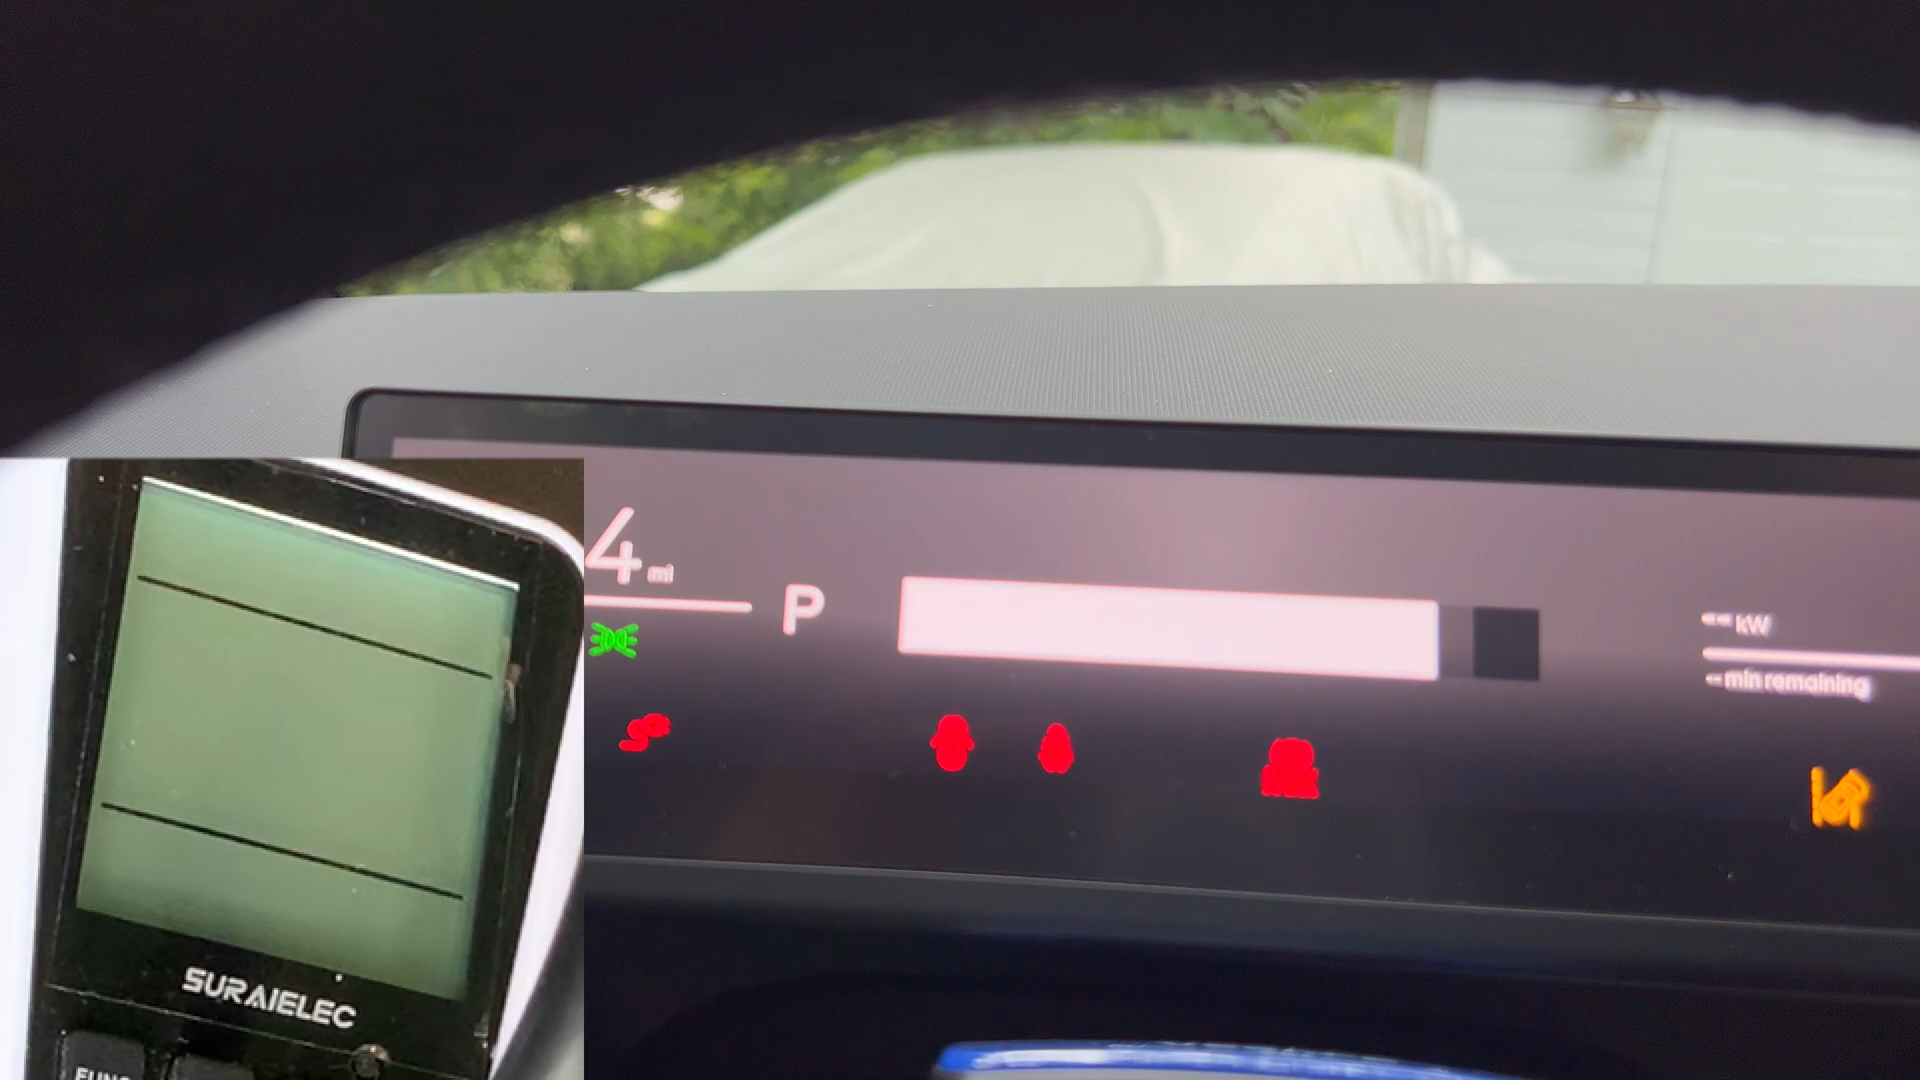 4 mi
P
-- kW
-- min remaining
SURAIELEC
FUNC